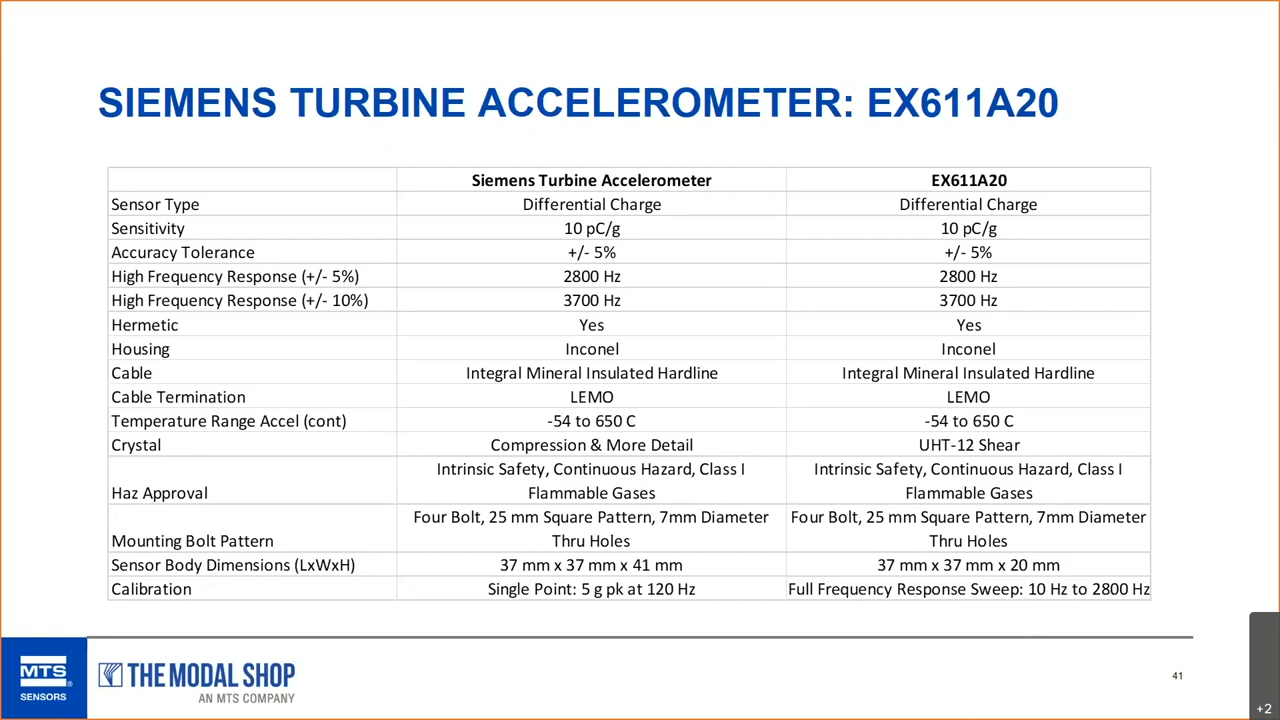 SIEMENS TURBINE ACCELEROMETER: EX611A20
Siemens Turbine Accelerometer EX611A20
Sensor Type Differential Charge Differential Charge
Sensitivity 10 pC/g 10 pC/g
Accuracy Tolerance +/- 5% +/- 5%
High Frequency Response (+/- 5%) 2800 Hz 2800 Hz
High Frequency Response (+/- 10%) 3700 Hz 3700 Hz
Hermetic Yes Yes
Housing Inconel Inconel
Cable Integral Mineral Insulated Hardline Integral Mineral Insulated Hardline
Cable Termination LEMO LEMO
Temperature Range Accel (cont) -54 to 650 C -54 to 650 C
Crystal Compression & More Detail UHT-12 Shear
Intrinsic Safety, Continuous Hazard, Class I Intrinsic Safety, Continuous Hazard, Class I
Haz Approval Flammable Gases Flammable Gases
Four Bolt, 25 mm Square Pattern, 7mm Diameter Four Bolt, 25 mm Square Pattern, 7mm Diameter
Mounting Bolt Pattern Thru Holes Thru Holes
Sensor Body Dimensions (LxWxH) 37 mm x 37 mm x 41 mm 37 mm x 37 mm x 20 mm
Calibration Single Point: 5 g pk at 120 Hz Full Frequency Response Sweep: 10 Hz to 2800 Hz
MTS®
SENSORS
THE MODAL SHOP
AN MTS COMPANY
41
+2